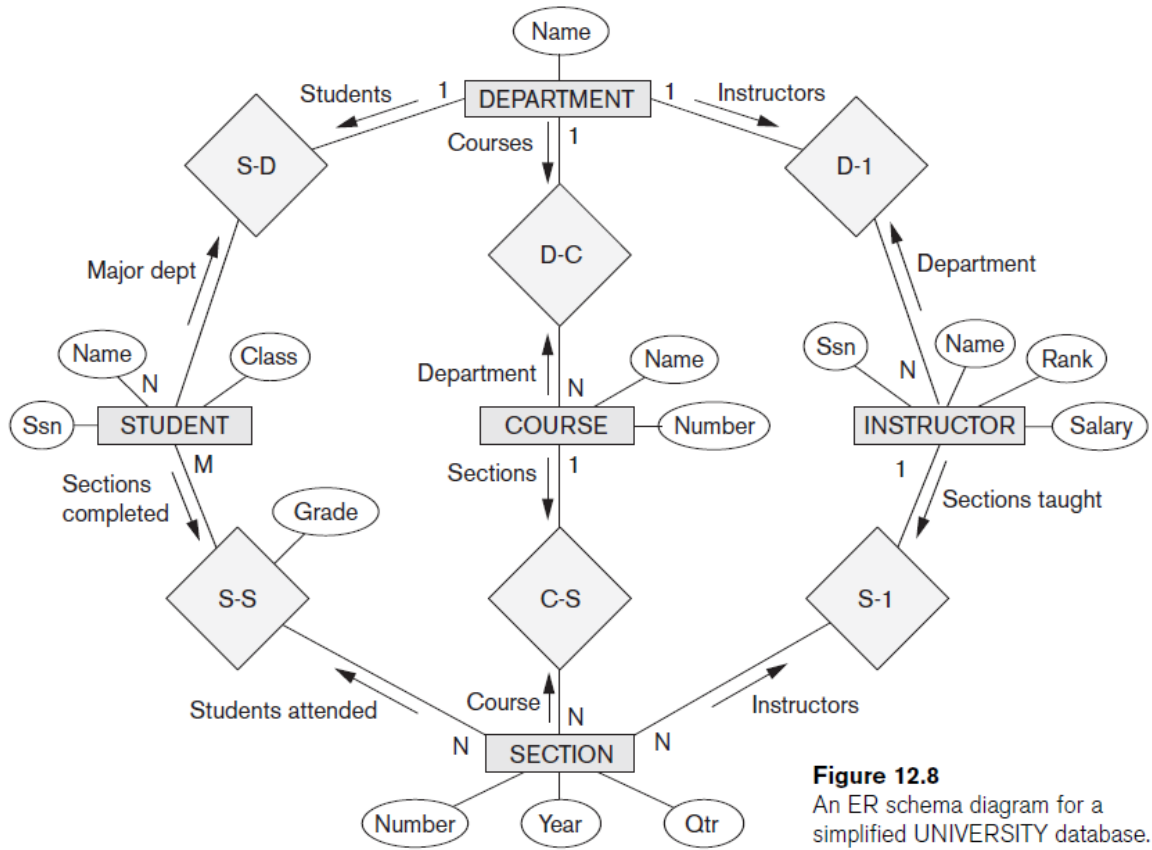 Name
Students
1
DEPARTMENT
1
Instructors
Courses
1
S-D
D-1
D-C
Major dept
Department
Name
Class
N
Ssn
STUDENT
M
Department
N
Name
COURSE
Number
Ssn
Name
Rank
N
INSTRUCTOR
Salary
Sections
completed
Grade
Sections
1
1
Sections taught
S-S
C-S
S-1
Students attended
Course
Instructors
N
N
N
SECTION
Number
Year
Qtr
Figure 12.8
An ER schema diagram for a
simplified UNIVERSITY database.